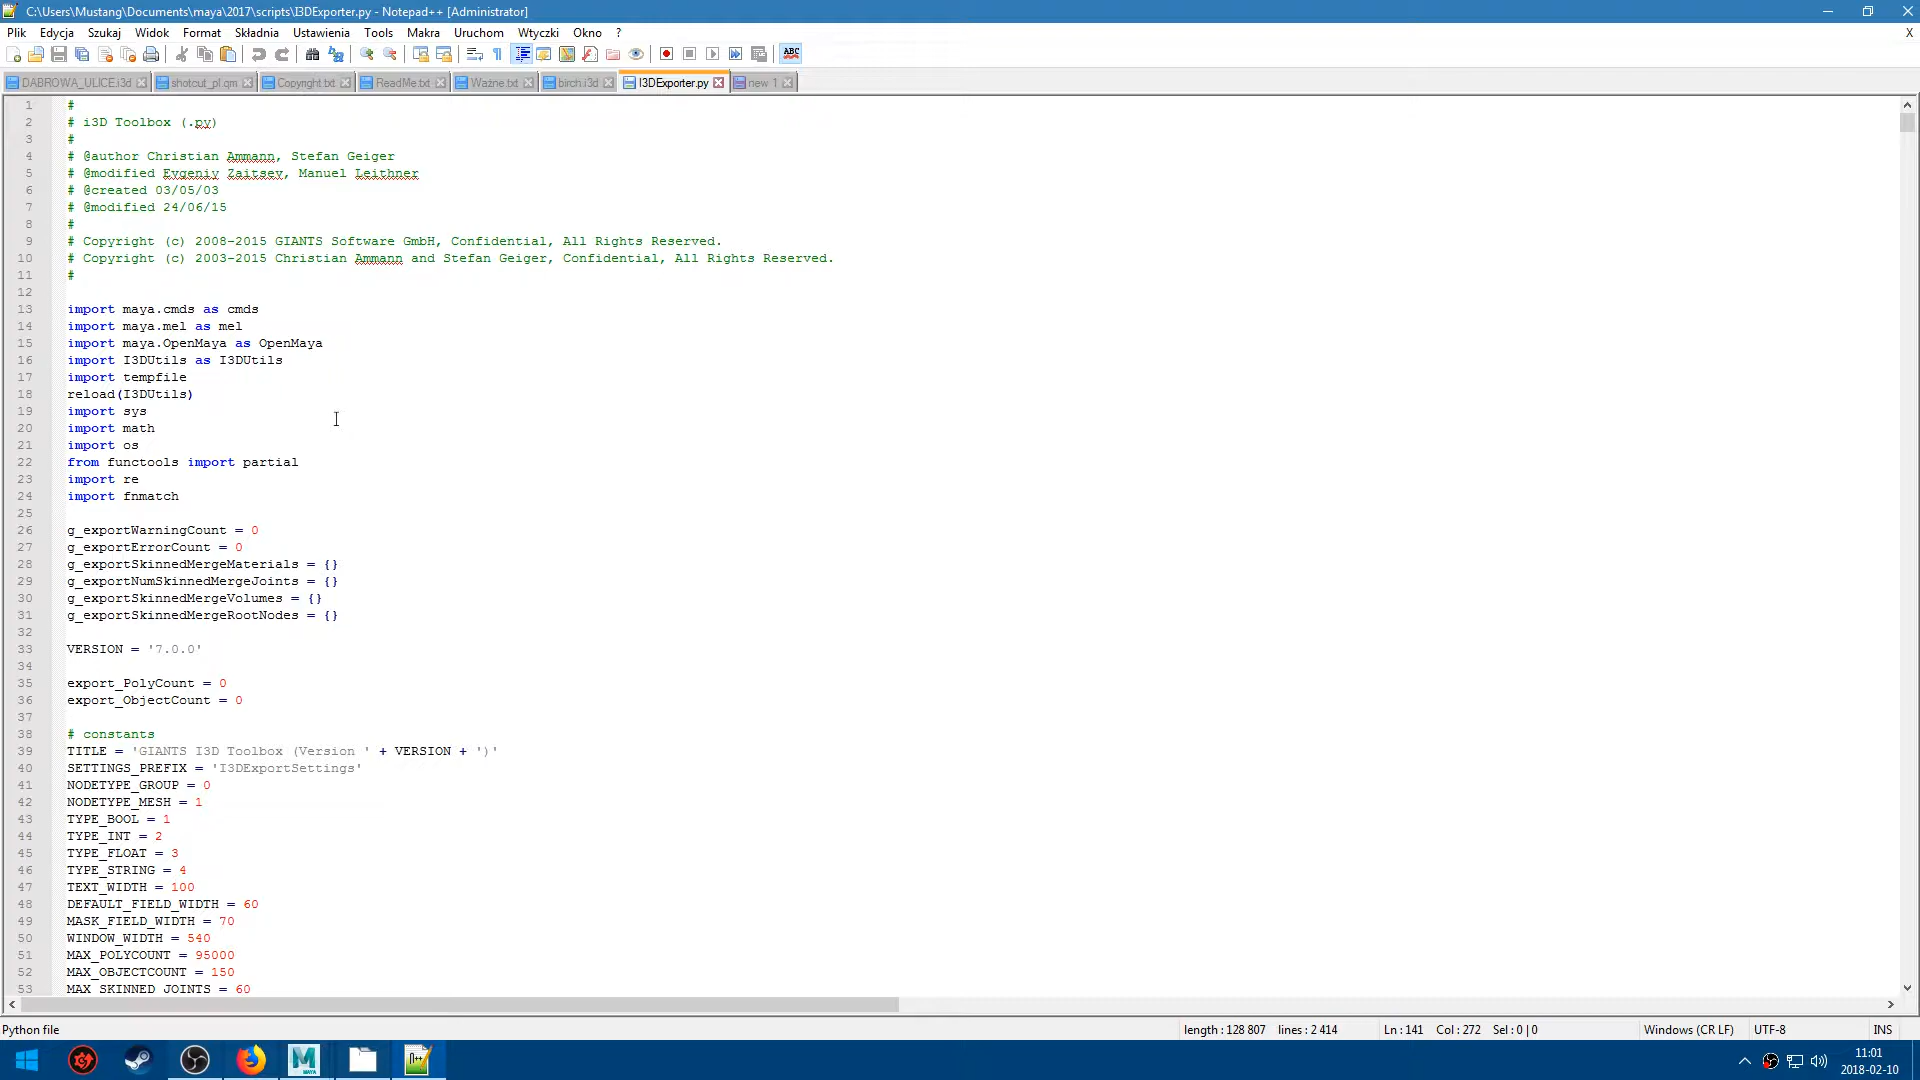 C:\Users\Mustang\Documents\maya\2017\scripts\I3DExporter.py - Notepad++ [Administrator]
Plik Edycja Szukaj Widok Format Składnia Ustawienia Tools Makra Uruchom Wtyczki Okno ? X
ABC
DABROWA_ULICE.i3d shotcut_pl.qm Copyright.txt ReadMe.txt Ważne.txt birch.i3d I3DExporter.py new 1
1 #
2 # i3D Toolbox (.py)
3 #
4 # @author Christian Ammann, Stefan Geiger
5 # @modified Evgeniy Zaitsev, Manuel Leithner
6 # @created 03/05/03
7 # @modified 24/06/15
8 #
9 # Copyright (c) 2008-2015 GIANTS Software GmbH, Confidential, All Rights Reserved.
10 # Copyright (c) 2003-2015 Christian Ammann and Stefan Geiger, Confidential, All Rights Reserved.
11 #
12
13 import maya.cmds as cmds
14 import maya.mel as mel
15 import maya.OpenMaya as OpenMaya
16 import I3DUtils as I3DUtils
17 import tempfile
18 reload(I3DUtils)
19 import sys
20 import math
21 import os
22 from functools import partial
23 import re
24 import fnmatch
25
26 g_exportWarningCount = 0
27 g_exportErrorCount = 0
28 g_exportSkinnedMergeMaterials = {}
29 g_exportNumSkinnedMergeJoints = {}
30 g_exportSkinnedMergeVolumes = {}
31 g_exportSkinnedMergeRootNodes = {}
32
33 VERSION = '7.0.0'
34
35 export_PolyCount = 0
36 export_ObjectCount = 0
37
38 # constants
39 TITLE = 'GIANTS I3D Toolbox (Version ' + VERSION + ')'
40 SETTINGS_PREFIX = 'I3DExportSettings'
41 NODETYPE_GROUP = 0
42 NODETYPE_MESH = 1
43 TYPE_BOOL = 1
44 TYPE_INT = 2
45 TYPE_FLOAT = 3
46 TYPE_STRING = 4
47 TEXT_WIDTH = 100
48 DEFAULT_FIELD_WIDTH = 60
49 MASK_FIELD_WIDTH = 70
50 WINDOW_WIDTH = 540
51 MAX_POLYCOUNT = 95000
52 MAX_OBJECTCOUNT = 150
53 MAX_SKINNED_JOINTS = 60
Python file length : 128 807 lines : 2 414 Ln : 141 Col : 272 Sel : 0 | 0 Windows (CR LF) UTF-8 INS
M MAYA N++ 11:01
2018-02-10